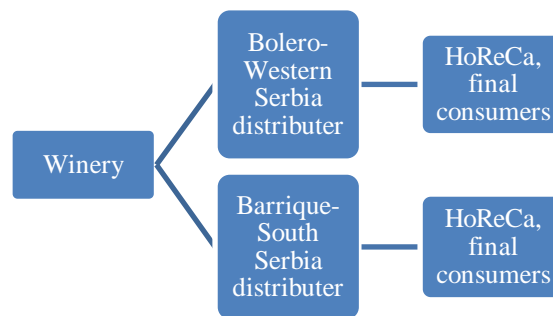 Winery
Bolero-
Western
Serbia
distributer
HoReCa,
final
consumers
Barrique-
South
Serbia
distributer
HoReCa,
final
consumers